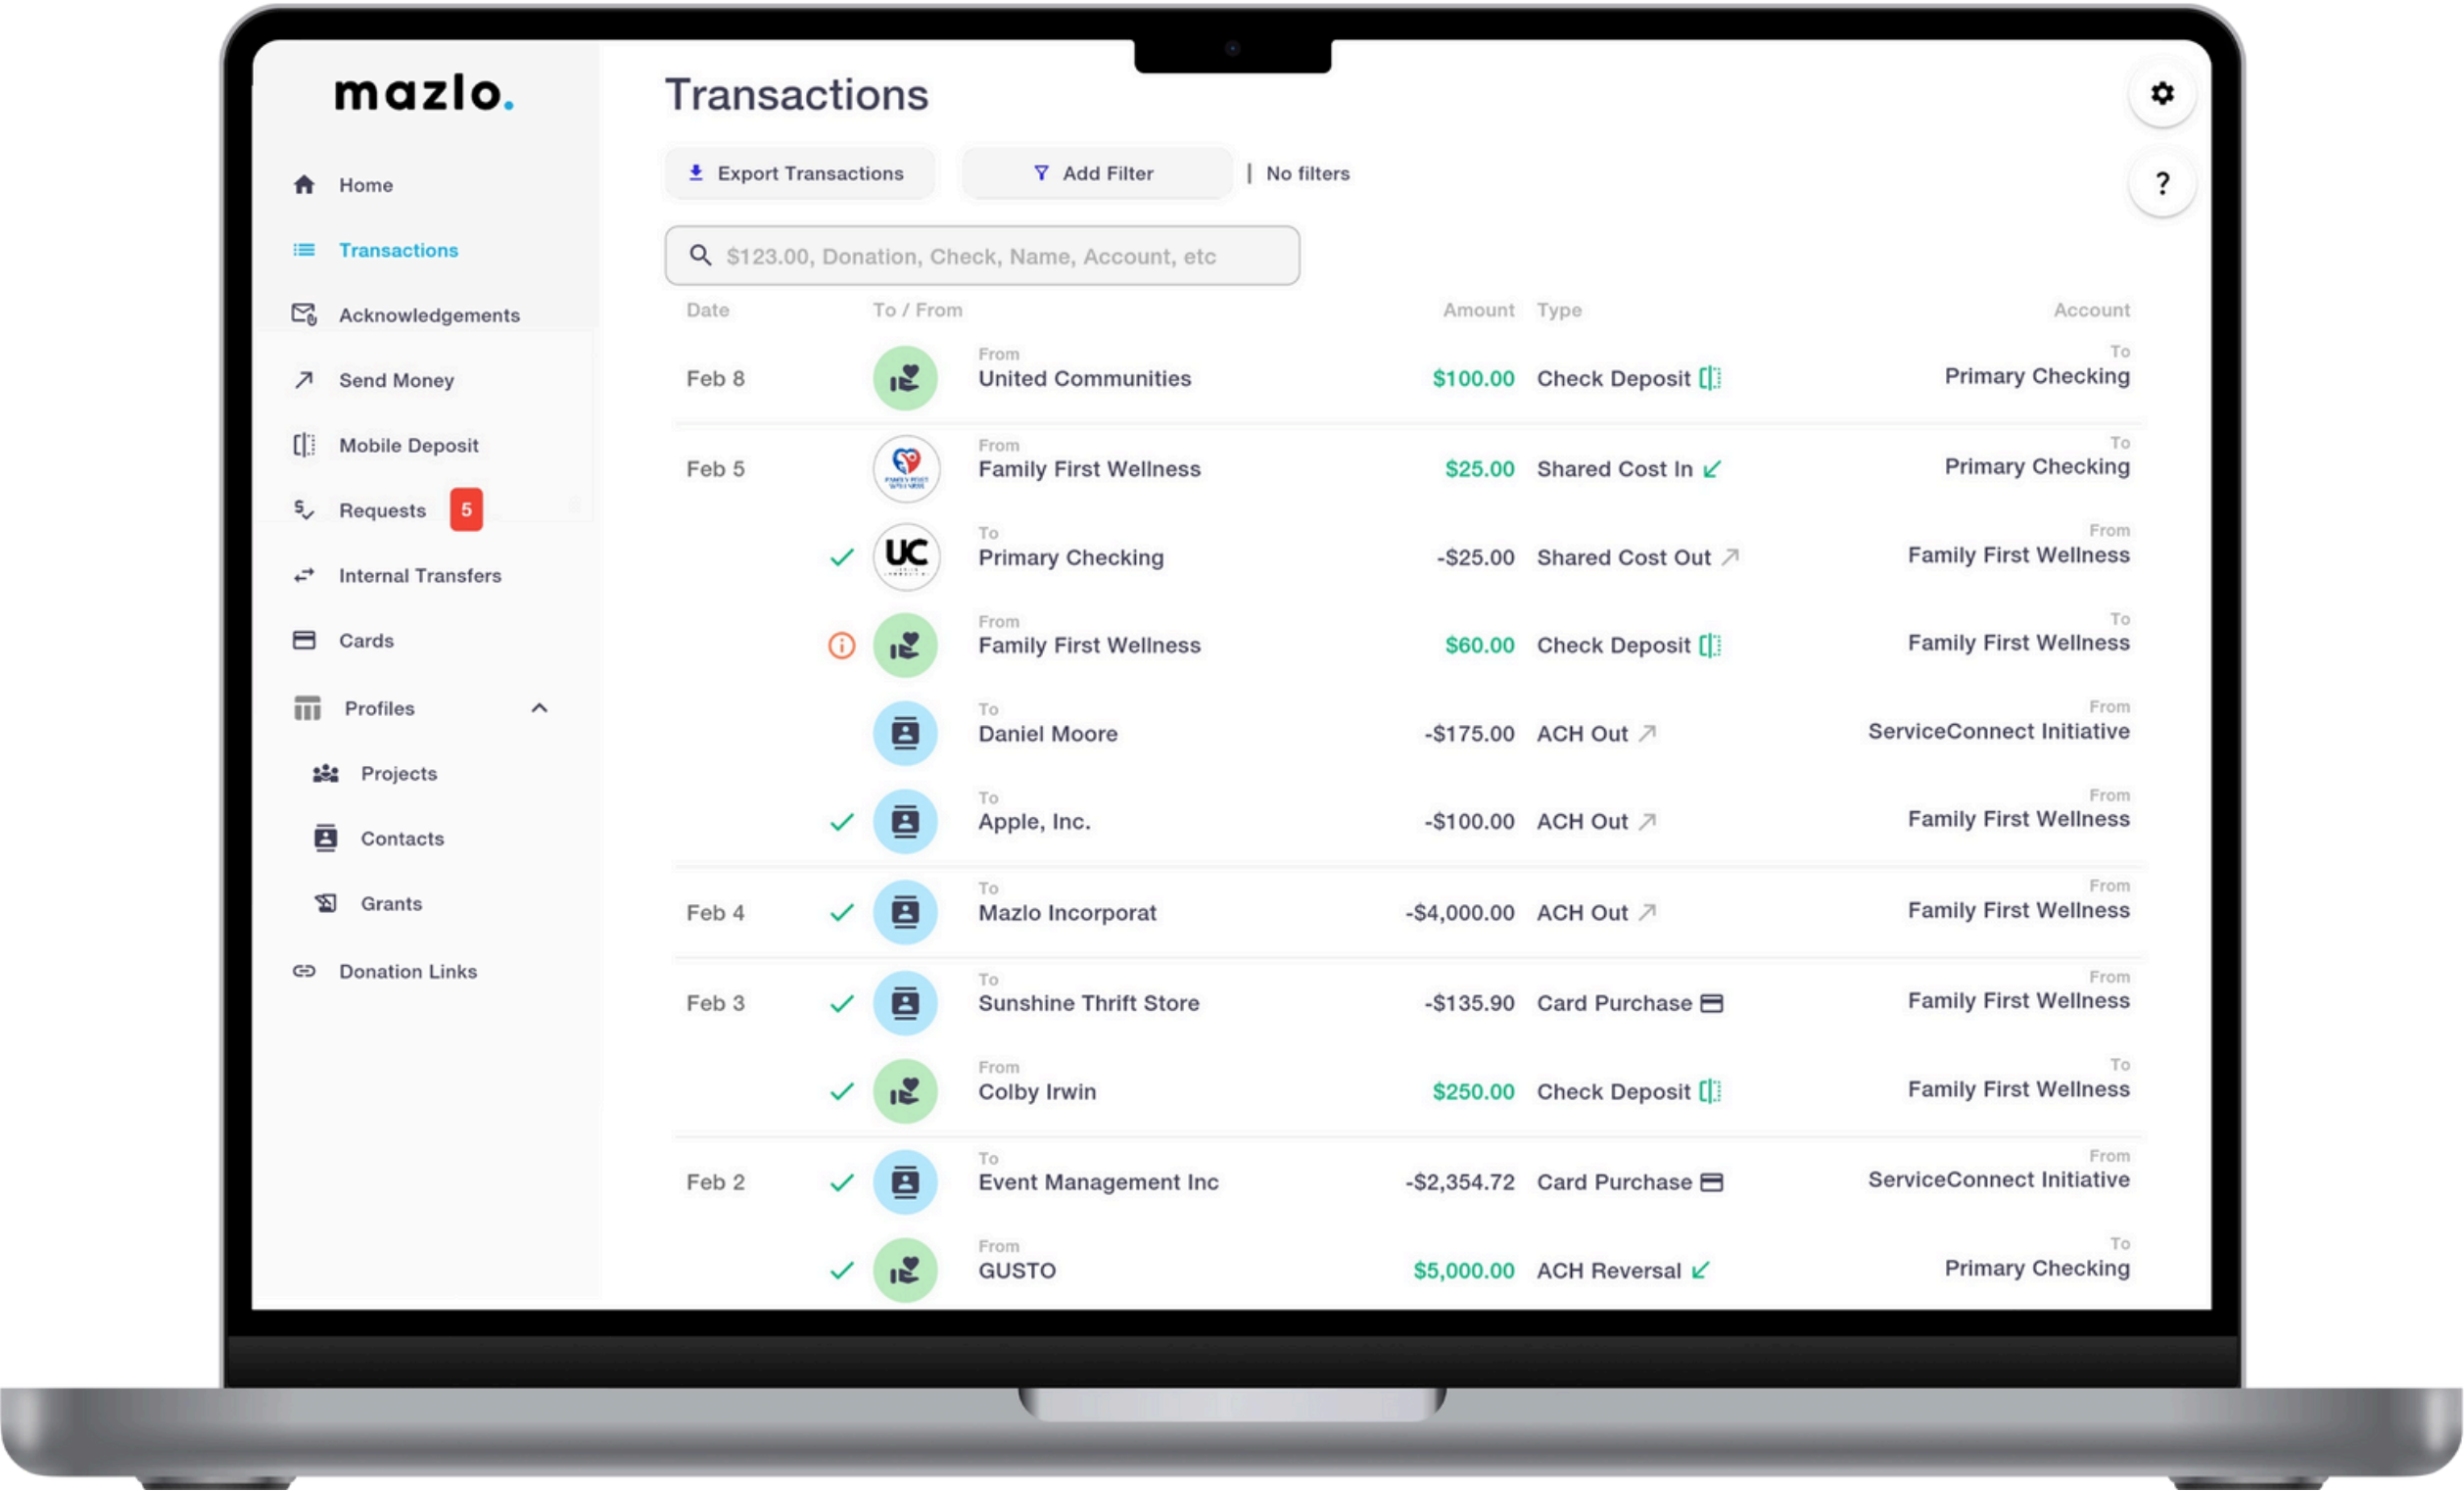 mazlo.
Home
Transactions
Acknowledgements
Send Money
Mobile Deposit
Requests 5
Internal Transfers
Cards
Profiles
Projects
Contacts
Grants
Donation Links
Transactions
Export Transactions Add Filter | No filters
$123.00, Donation, Check, Name, Account, etc
Date To / From Amount Type Account
From To
Feb 8 United Communities $100.00 Check Deposit Primary Checking
From To
Feb 5 Family First Wellness $25.00 Shared Cost In Primary Checking
To From
UC Primary Checking -$25.00 Shared Cost Out Family First Wellness
From To
Family First Wellness $60.00 Check Deposit Family First Wellness
To From
Daniel Moore -$175.00 ACH Out ServiceConnect Initiative
To From
Apple, Inc. -$100.00 ACH Out Family First Wellness
To From
Feb 4 Mazlo Incorporat -$4,000.00 ACH Out Family First Wellness
To From
Feb 3 Sunshine Thrift Store -$135.90 Card Purchase Family First Wellness
From To
Colby Irwin $250.00 Check Deposit Family First Wellness
To From
Feb 2 Event Management Inc -$2,354.72 Card Purchase ServiceConnect Initiative
From To
GUSTO $5,000.00 ACH Reversal Primary Checking
?